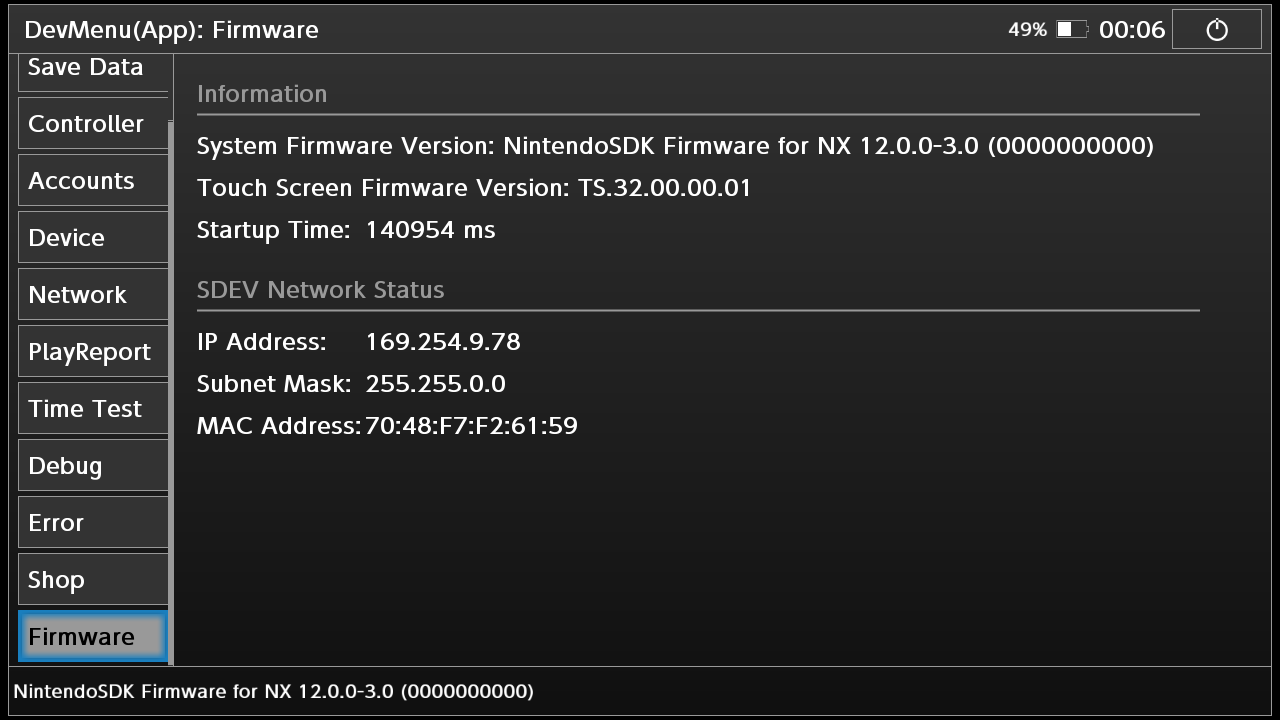 DevMenu(App): Firmware
49% 00:06
Save Data
Controller
Accounts
Device
Network
PlayReport
Time Test
Debug
Error
Shop
Firmware
Information
System Firmware Version: NintendoSDK Firmware for NX 12.0.0-3.0 (0000000000)
Touch Screen Firmware Version: TS.32.00.00.01
Startup Time: 140954 ms
SDEV Network Status
IP Address: 169.254.9.78
Subnet Mask: 255.255.0.0
MAC Address: 70:48:F7:F2:61:59
NintendoSDK Firmware for NX 12.0.0-3.0 (0000000000)